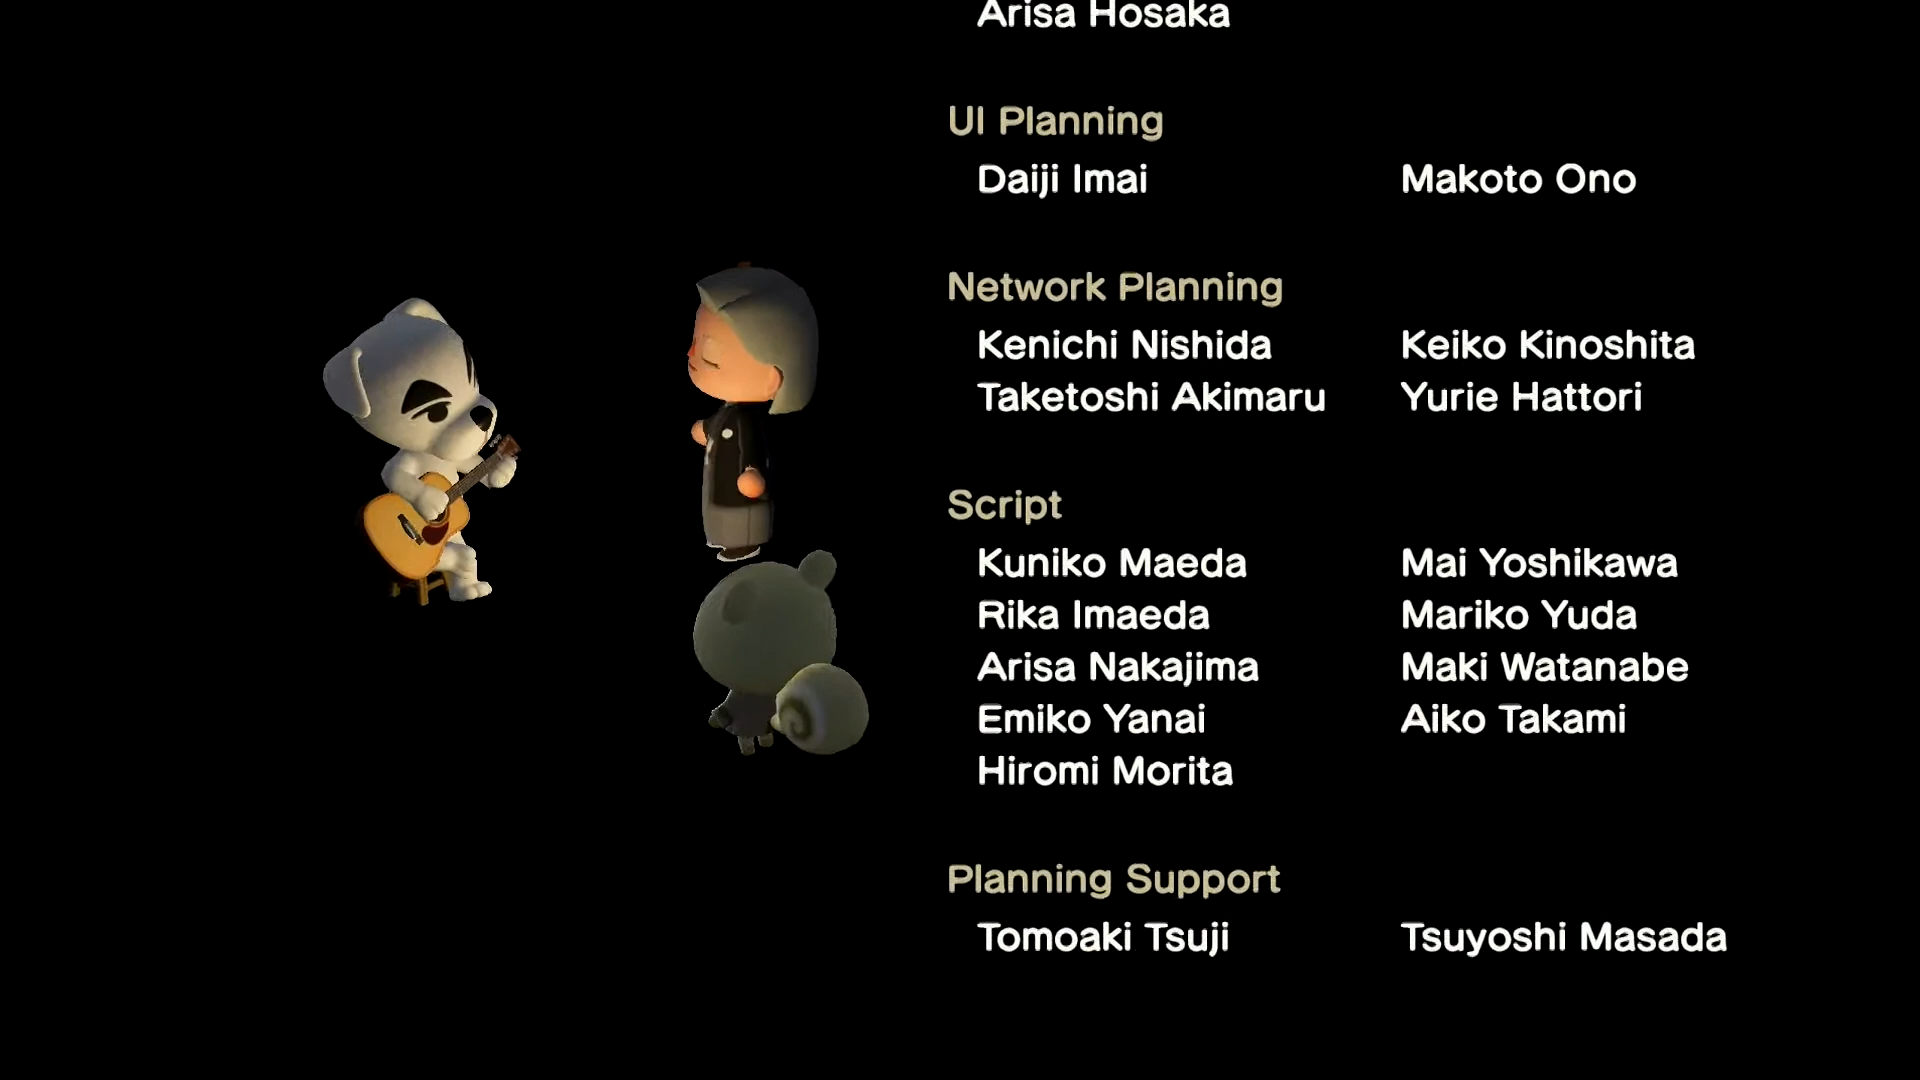 Arisa Hosaka
UI Planning
Daiji Imai Makoto Ono
Network Planning
Kenichi Nishida Keiko Kinoshita
Taketoshi Akimaru Yurie Hattori
Script
Kuniko Maeda Mai Yoshikawa
Rika Imaeda Mariko Yuda
Arisa Nakajima Maki Watanabe
Emiko Yanai Aiko Takami
Hiromi Morita
Planning Support
Tomoaki Tsuji Tsuyoshi Masada